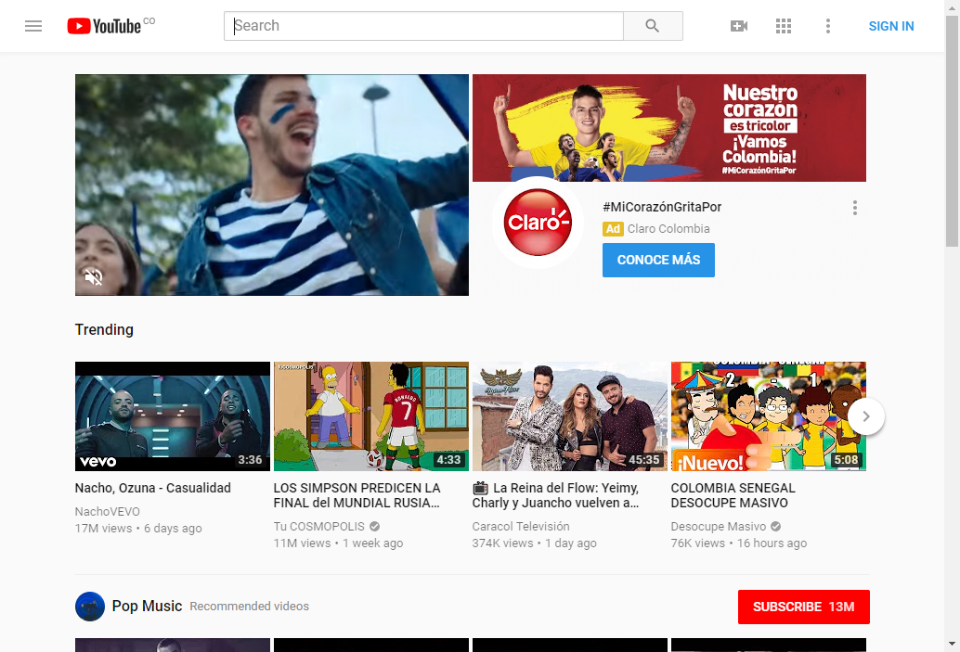 YouTube CO
Search
SIGN IN
Nuestro
corazón
es tricolor
¡Vamos
Colombia!
#MiCorazónGritaPor
Claro
#MiCorazónGritaPor
Ad Claro Colombia
CONOCE MÁS
Trending
vevo
3:36
Nacho, Ozuna - Casualidad
NachoVEVO
17M views • 6 days ago
RONALDO
7
4:33
LOS SIMPSON PREDICEN LA
FINAL del MUNDIAL RUSIA...
Tu COSMOPOLIS
11M views • 1 week ago
45:35
La Reina del Flow: Yeimy,
Charly y Juancho vuelven a...
Caracol Televisión
374K views • 1 day ago
2 - 1
¡Nuevo!
5:08
COLOMBIA SENEGAL
DESOCUPE MASIVO
Desocupe Masivo
76K views • 16 hours ago
Pop Music Recommended videos
SUBSCRIBE 13M